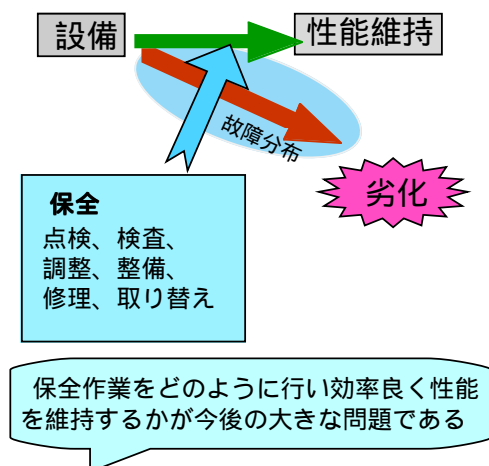 設備
性能維持
故障分布
劣化
保全
点検、検査、
調整、整備、
修理、取り替え
保全作業をどのように行い効率良く性能
を維持するかが今後の大きな問題である